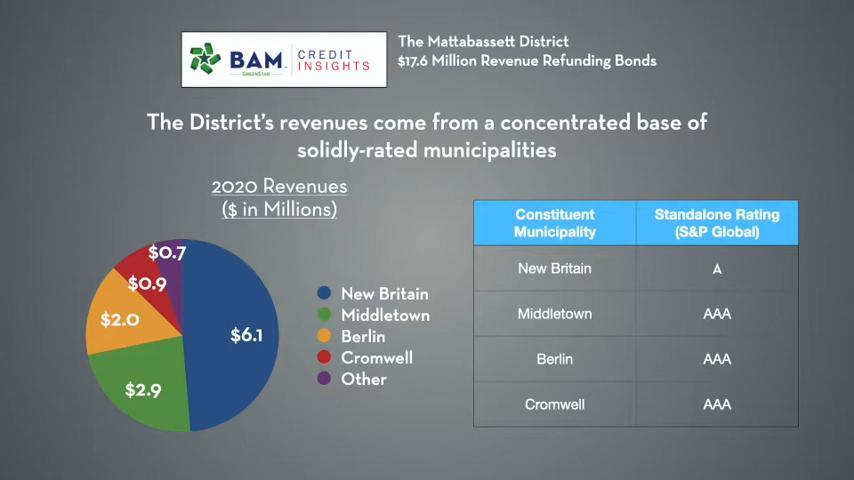 BAM
GREENSTAR
CREDIT
INSIGHTS
The Mattabassett District
$17.6 Million Revenue Refunding Bonds
The District's revenues come from a concentrated base of
solidly-rated municipalities
2020 Revenues
($ in Millions)
$0.7
$0.9
$2.0
$6.1
$2.9
New Britain
Middletown
Berlin
Cromwell
Other
Constituent Municipality
Standalone Rating (S&P Global)
New Britain
A
Middletown
AAA
Berlin
AAA
Cromwell
AAA